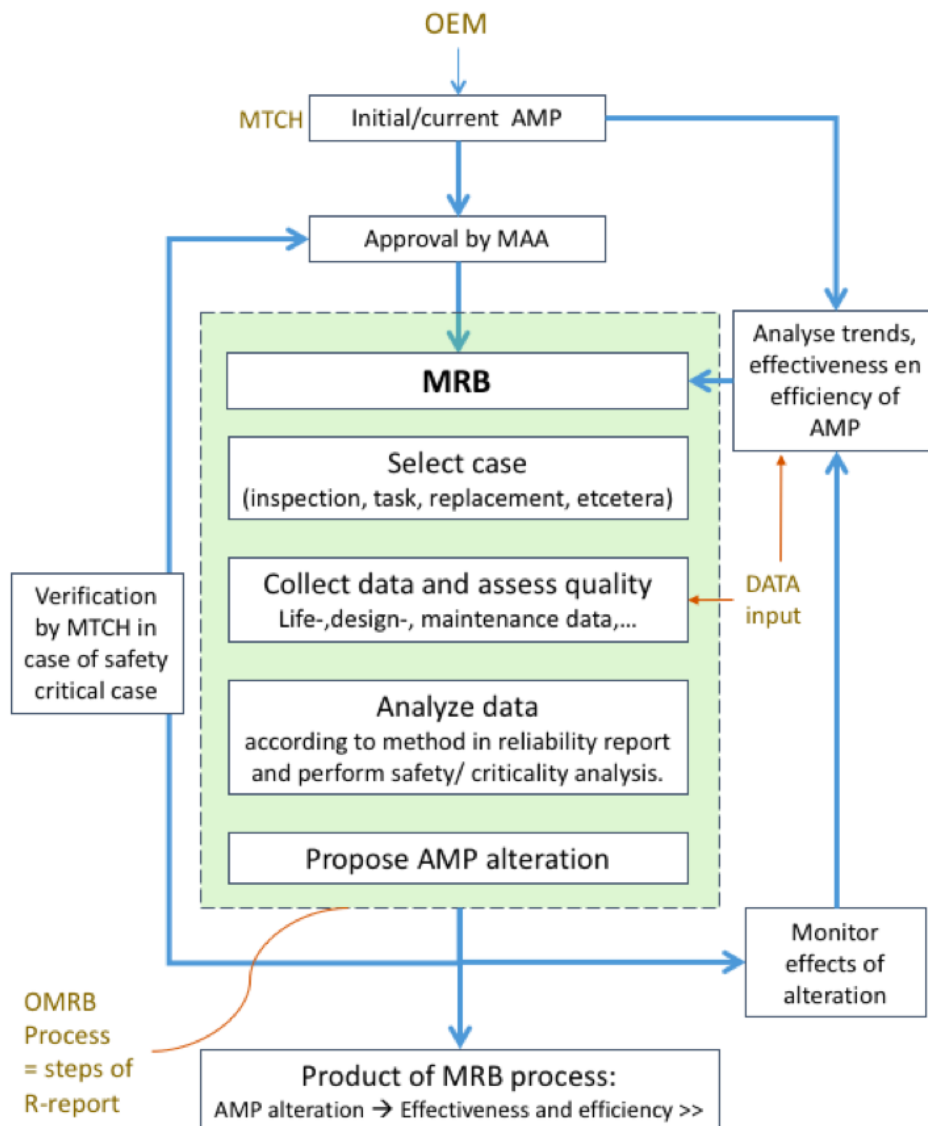 OEM
MTCH
Initial/current AMP
Approval by MAA
MRB
Analyse trends,
effectiveness en
efficiency of
AMP
Select case
(inspection, task, replacement, etcetera)
Collect data and assess quality
Life-,design-, maintenance data,...
DATA
input
Verification
by MTCH in
case of safety
critical case
Analyze data
according to method in reliability report
and perform safety/ criticality analysis.
Propose AMP alteration
Monitor
effects of
alteration
OMRB
Process
= steps of
R-report
Product of MRB process:
AMP alteration → Effectiveness and efficiency >>